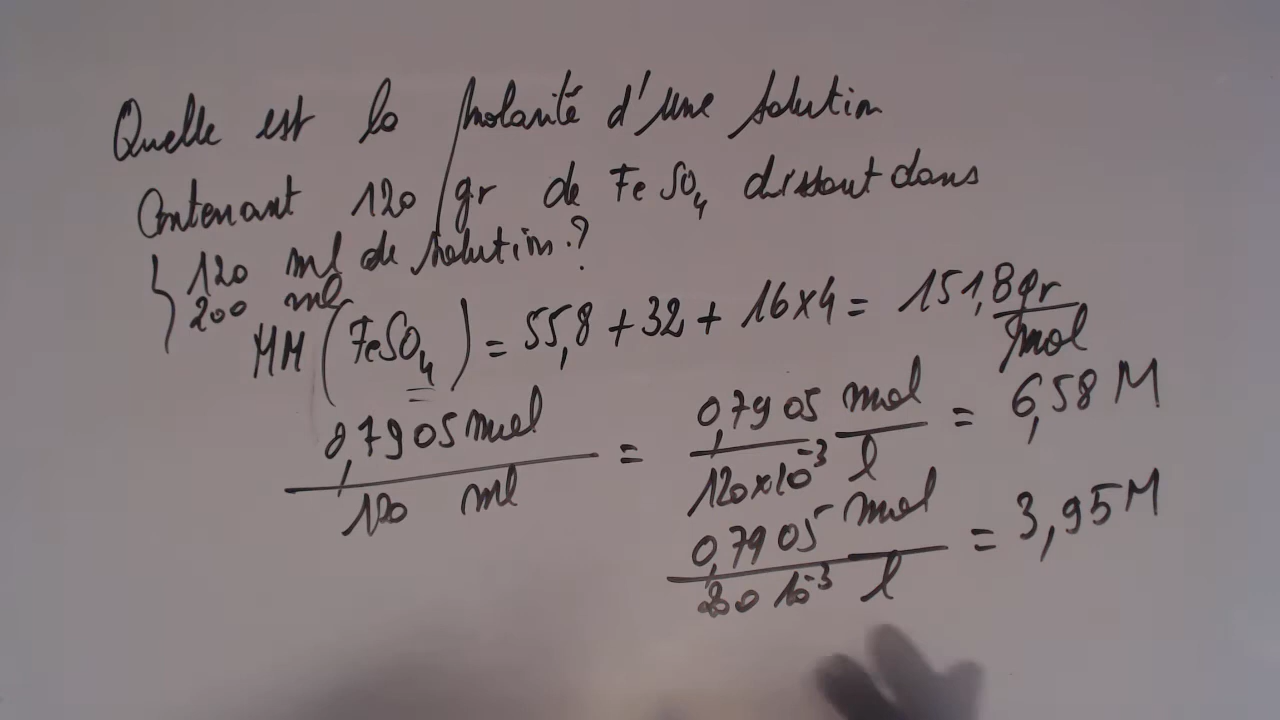 Quelle est la molarité d'une solution
Contenant 120 gr de FeSO4 dissout dans
120 ml de solution.?
200 ml
MM (FeSO4) = 55,8 + 32 + 16x4 = 151,8 gr/mol
0,7905 mol / 120 ml = 0,7905 / 120x10^-3 mol / l = 6,58 M
0,7905 / 200 10^-3 mol / l = 3,95 M